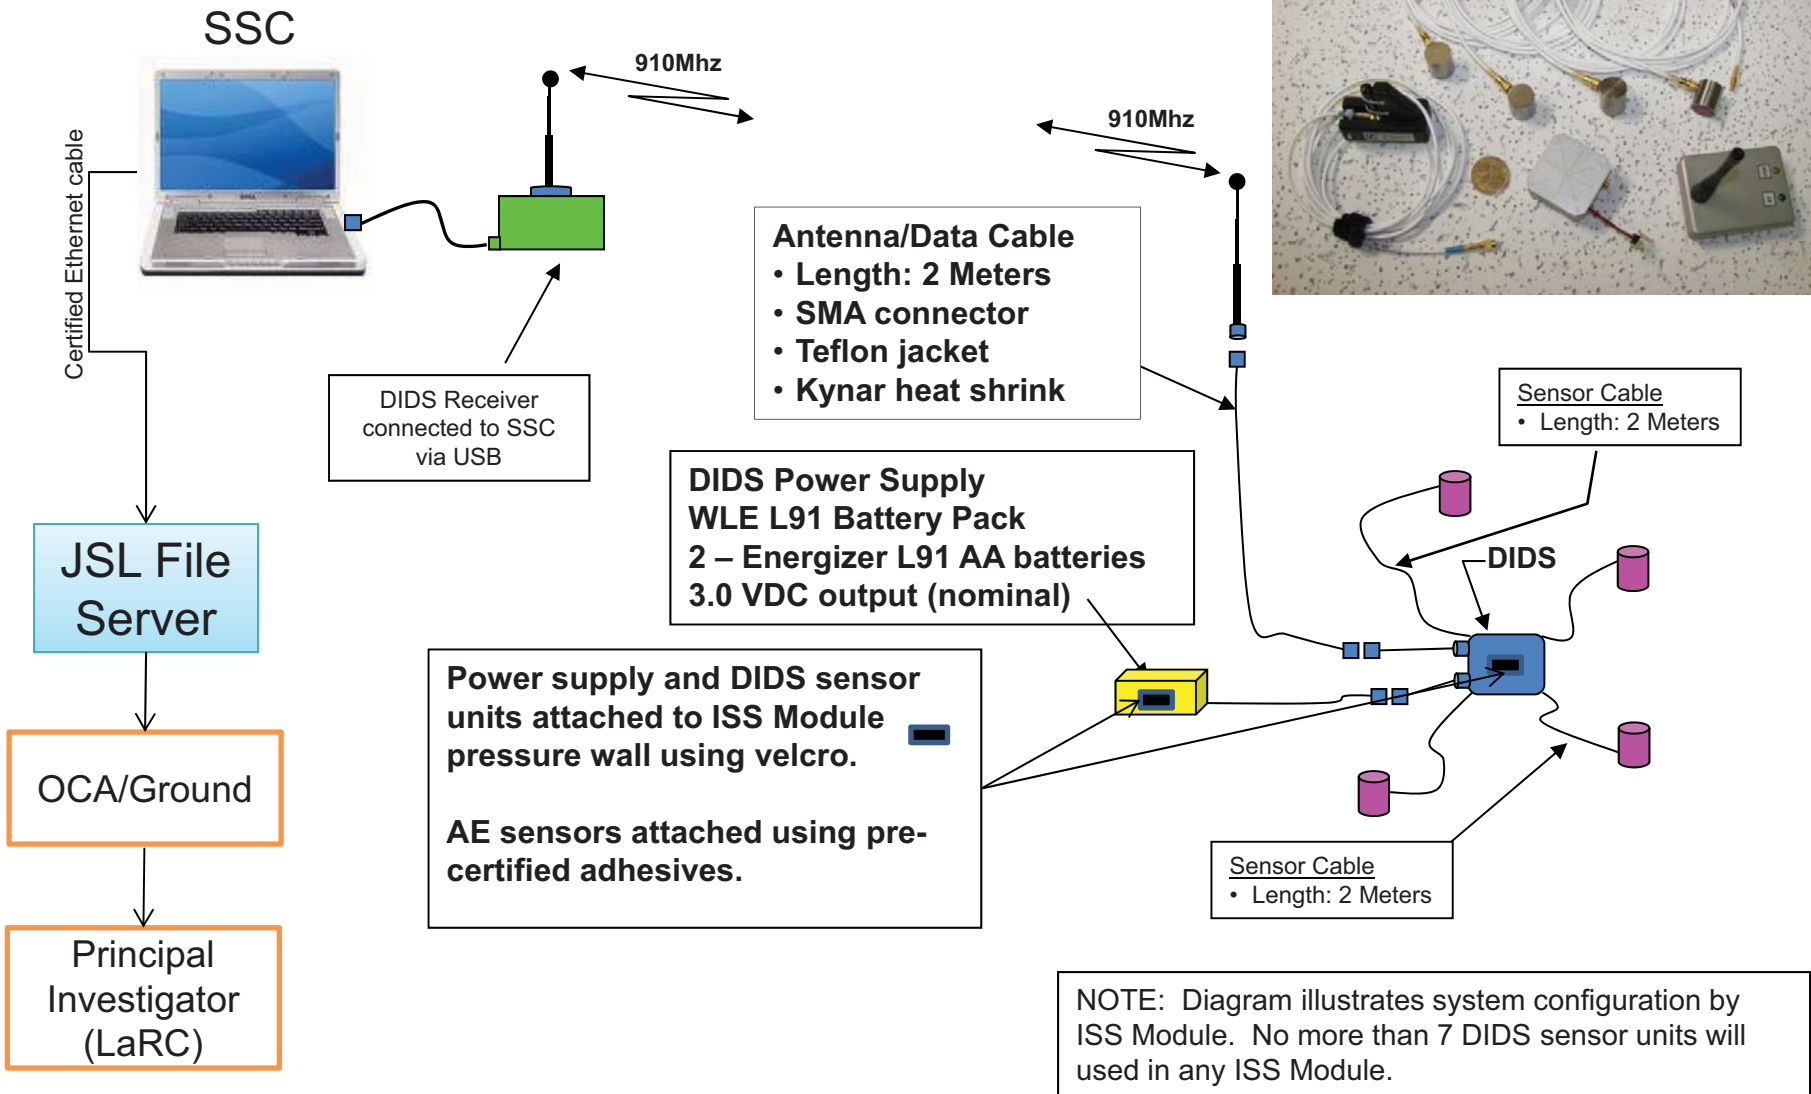 SSC
910Mhz
910Mhz
Certified Ethernet cable
Antenna/Data Cable
• Length: 2 Meters
• SMA connector
• Teflon jacket
• Kynar heat shrink
DIDS Receiver
connected to SSC
via USB
Sensor Cable
• Length: 2 Meters
DIDS Power Supply
WLE L91 Battery Pack
2 – Energizer L91 AA batteries
3.0 VDC output (nominal)
DIDS
JSL File
Server
Power supply and DIDS sensor
units attached to ISS Module
pressure wall using velcro.
AE sensors attached using pre-
certified adhesives.
OCA/Ground
Sensor Cable
• Length: 2 Meters
Principal
Investigator
(LaRC)
NOTE:  Diagram illustrates system configuration by
ISS Module.  No more than 7 DIDS sensor units will
used in any ISS Module.